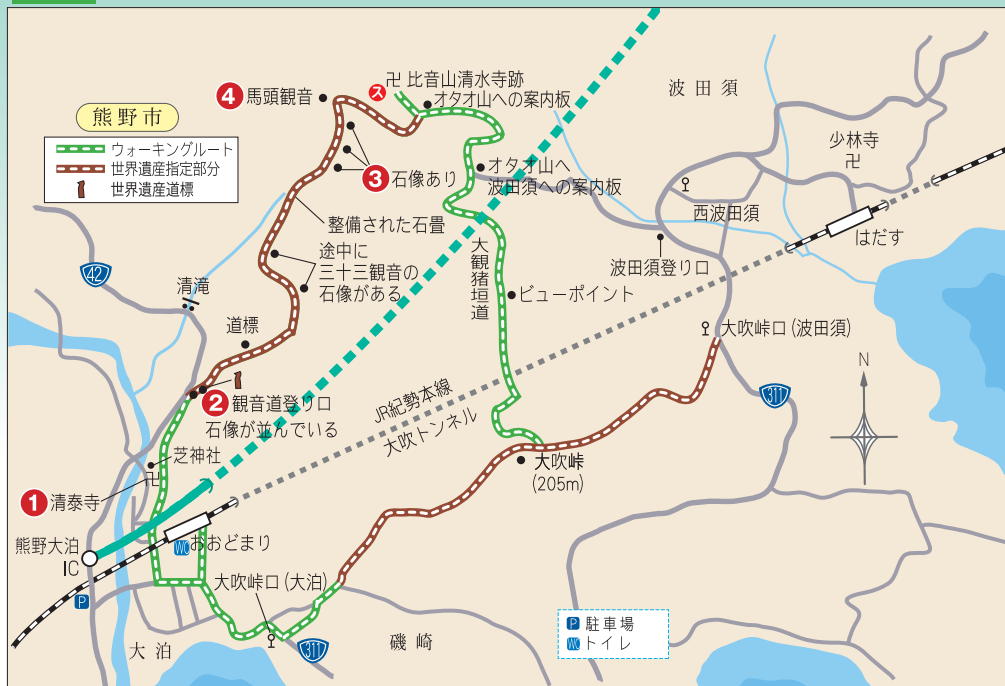 熊野市
ウォーキングルート
世界遺産指定部分
世界遺産道標
4 馬頭観音
ス
卍 比音山清水寺跡
オタオ山への案内板
波田須
少林寺
卍
3 石像あり
オタオ山へ
波田須への案内板
西波田須
はだす
整備された石畳
途中に
三十三観音の
石像がある
大観猪垣道
波田須登り口
ビューポイント
42
清滝
道標
大吹峠口(波田須)
N
311
2 観音道登り口
石像が並んでいる
JR紀勢本線
大吹トンネル
芝神社
卍
1 清泰寺
大吹峠
(205m)
熊野大泊
IC
WC
おおどまり
P
大吹峠口(大泊)
311
大泊
磯崎
P 駐車場
WC トイレ